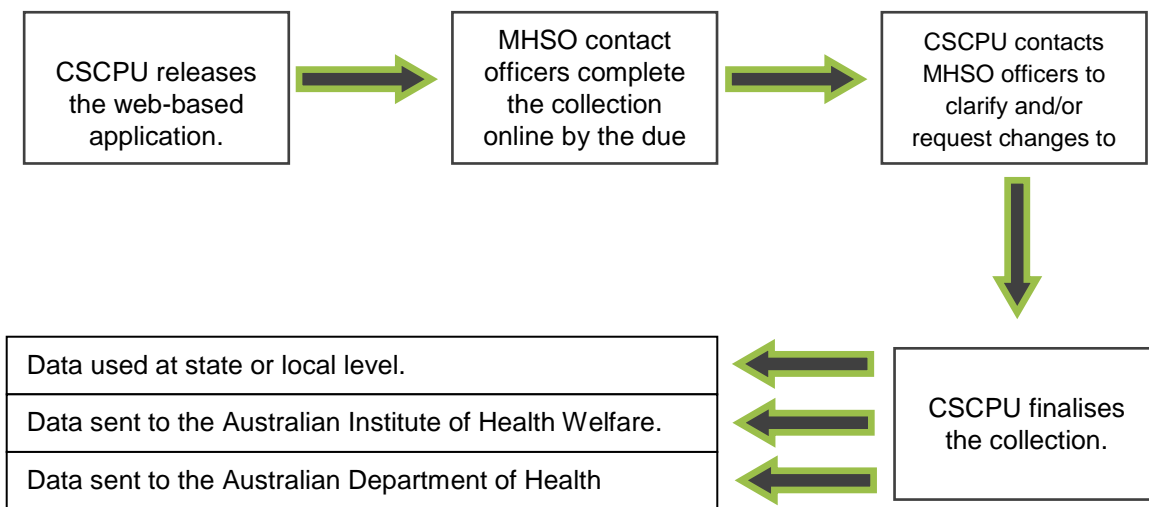 CSCPU releases
the web-based
application.
MHSO contact
officers complete
the collection
online by the due
CSCPU contacts
MHSO officers to
clarify and/or
request changes to
CSCPU finalises
the collection.
Data used at state or local level.
Data sent to the Australian Institute of Health Welfare.
Data sent to the Australian Department of Health